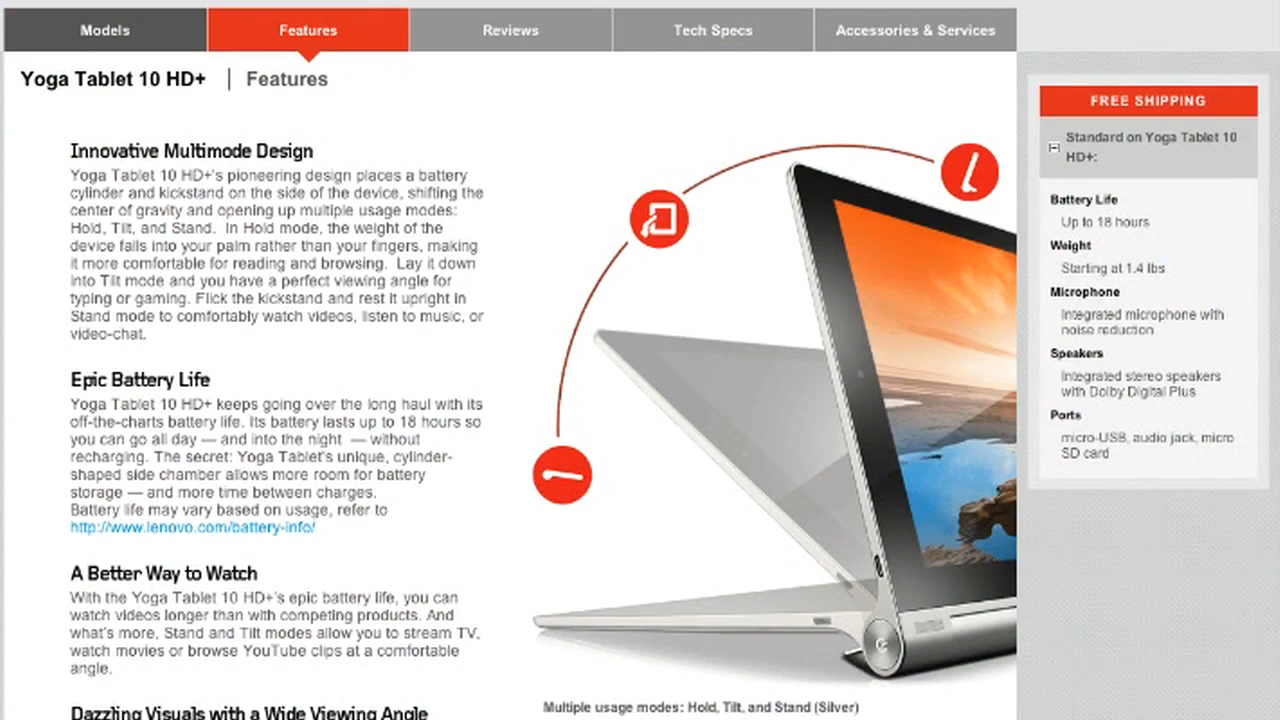 Models
Features
Reviews
Tech Specs
Accessories & Services
Yoga Tablet 10 HD+ | Features
Innovative Multimode Design
Yoga Tablet 10 HD+'s pioneering design places a battery
cylinder and kickstand on the side of the device, shifting the
center of gravity and opening up multiple usage modes:
Hold, Tilt, and Stand. In Hold mode, the weight of the
device falls into your palm rather than your fingers, making
it more comfortable for reading and browsing. Lay it down
into Tilt mode and you have a perfect viewing angle for
typing or gaming. Flick the kickstand and rest it upright in
Stand mode to comfortably watch videos, listen to music, or
video-chat.
Epic Battery Life
Yoga Tablet 10 HD+ keeps going over the long haul with its
off-the-charts battery life. Its battery lasts up to 18 hours so
you can go all day — and into the night — without
recharging. The secret: Yoga Tablet's unique, cylinder-
shaped side chamber allows more room for battery
storage — and more time between charges.
Battery life may vary based on usage, refer to
http://www.lenovo.com/battery-info/
A Better Way to Watch
With the Yoga Tablet 10 HD+'s epic battery life, you can
watch videos longer than with competing products. And
what's more, Stand and Tilt modes allow you to stream TV,
watch movies or browse YouTube clips at a comfortable
angle.
Dazzling Visuals with a Wide Viewing Angle
Multiple usage modes: Hold, Tilt, and Stand (Silver)
FREE SHIPPING
Standard on Yoga Tablet 10
HD+:
Battery Life
Up to 18 hours
Weight
Starting at 1.4 lbs
Microphone
Integrated microphone with
noise reduction
Speakers
Integrated stereo speakers
with Dolby Digital Plus
Ports
micro-USB, audio jack, micro
SD card